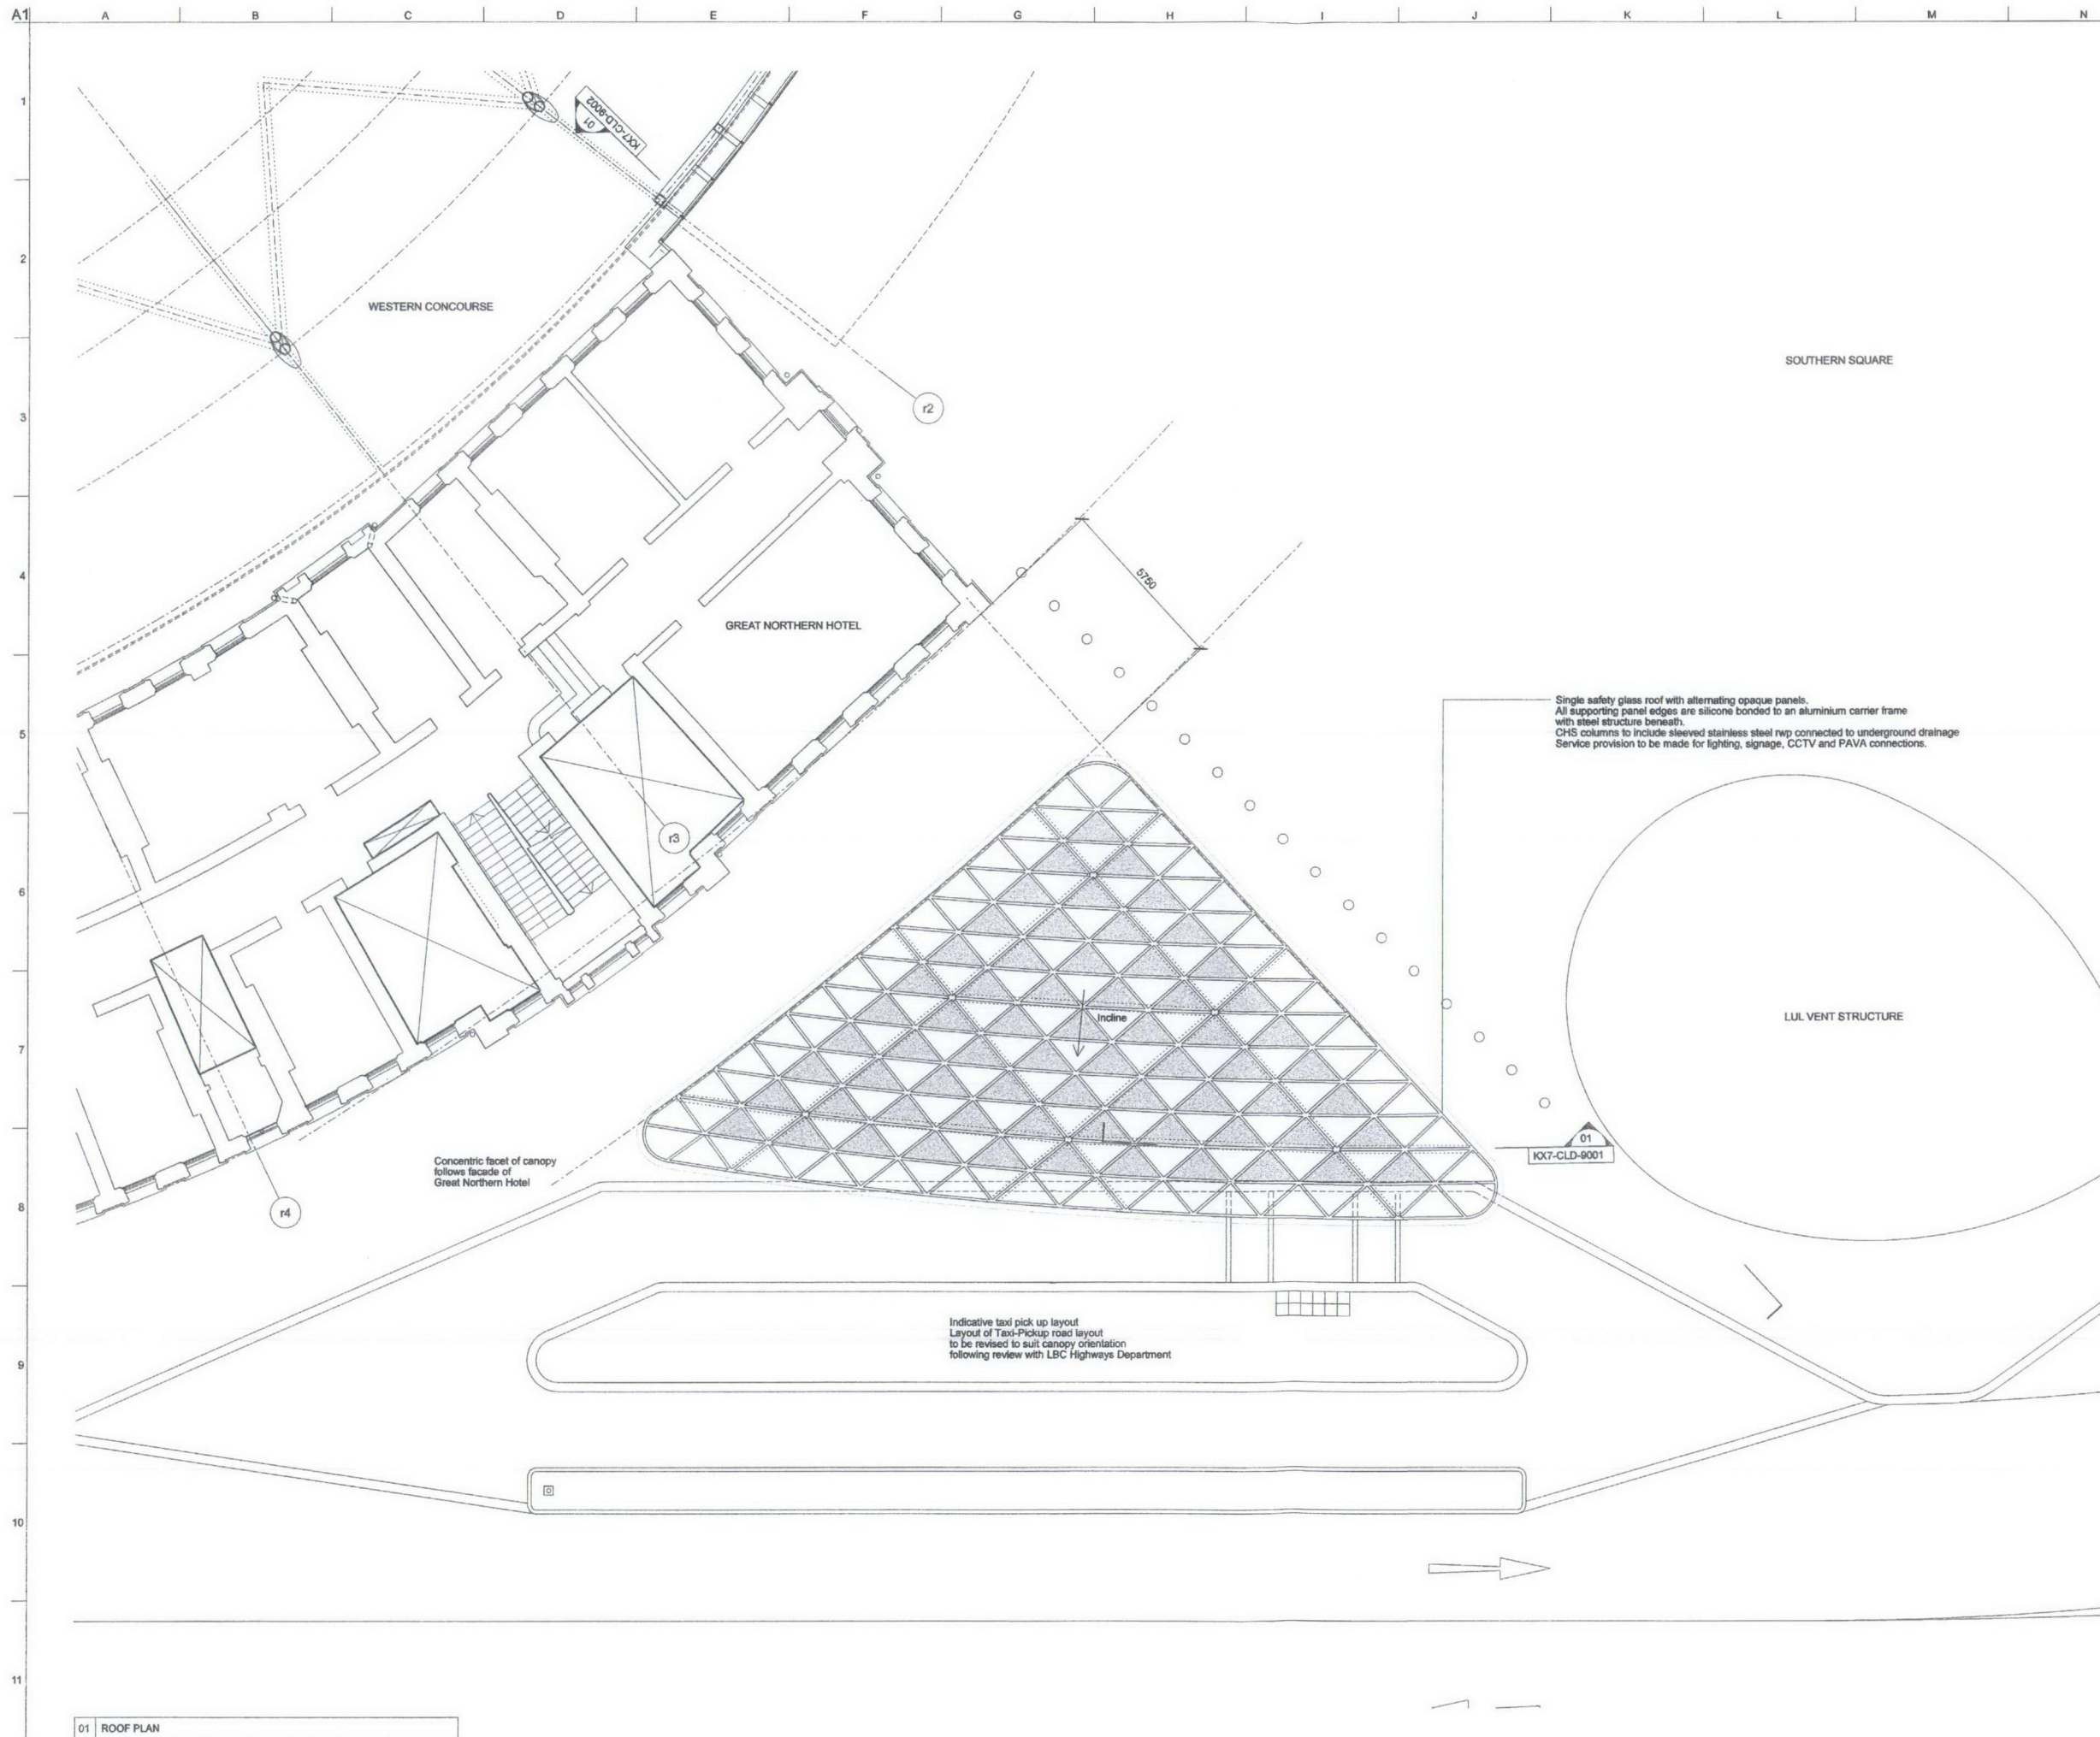 A1 A B C D E F G H I J K L M N
1
01
KX7-CLD-9002
2
WESTERN CONCOURSE
SOUTHERN SQUARE
3
r2
4
5750
GREAT NORTHERN HOTEL
Single safety glass roof with alternating opaque panels.
All supporting panel edges are silicone bonded to an aluminium carrier frame
with steel structure beneath.
CHS columns to include sleeved stainless steel rwp connected to underground drainage
Service provision to be made for lighting, signage, CCTV and PAVA connections.
5
r3
6
Incline
LUL VENT STRUCTURE
7
01
KX7-CLD-9001
Concentric facet of canopy
follows facade of
Great Northern Hotel
r4
8
Indicative taxi pick up layout
Layout of Taxi-Pickup road layout
to be revised to suit canopy orientation
following review with LBC Highways Department
9
10
11
01 ROOF PLAN